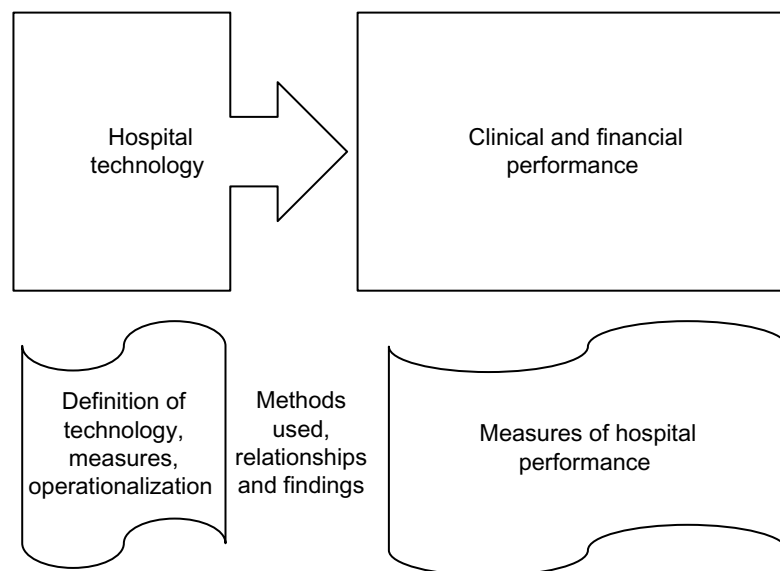 Hospital
technology
Clinical and financial
performance
Definition of
technology,
measures,
operationalization
Methods
used,
relationships
and findings
Measures of hospital
performance